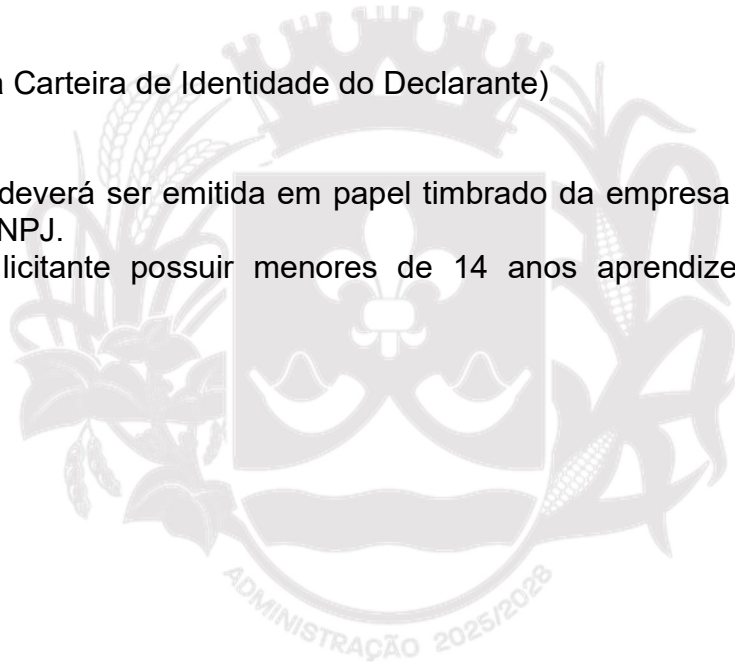 a Carteira de Identidade do Declarante)
deverá ser emitida em papel timbrado da empresa
NPJ.
licitante possuir menores de 14 anos aprendize
ADMINISTRAÇÃO 2025/2028